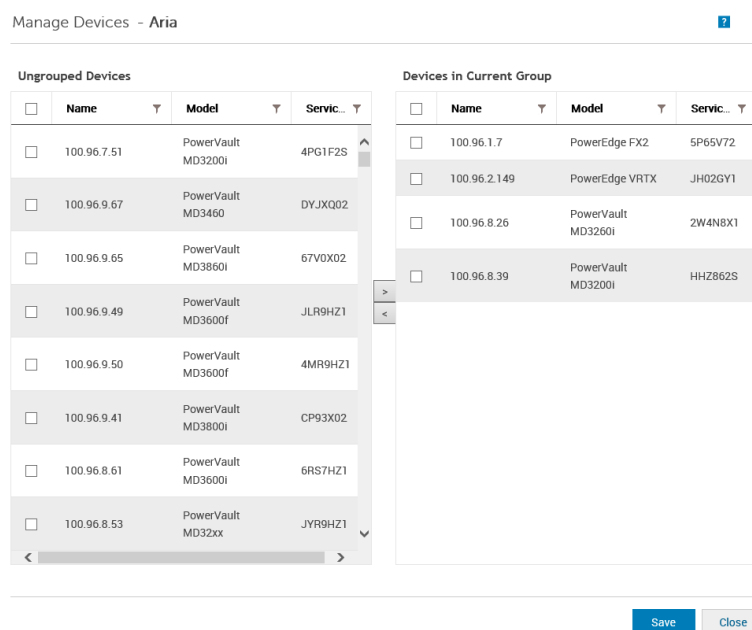 Manage Devices - Aria
?
Ungrouped Devices
Name Model Servic...
100.96.7.51 PowerVault MD3200i 4PG1F2S
100.96.9.67 PowerVault MD3460 DYJXQ02
100.96.9.65 PowerVault MD3860i 67V0X02
100.96.9.49 PowerVault MD3600f JLR9HZ1
100.96.9.50 PowerVault MD3600f 4MR9HZ1
100.96.9.41 PowerVault MD3800i CP93X02
100.96.8.61 PowerVault MD3600i 6RS7HZ1
100.96.8.53 PowerVault MD32xx JYR9HZ1
>
<
Devices in Current Group
Name Model Servic...
100.96.1.7 PowerEdge FX2 5P65V72
100.96.2.149 PowerEdge VRTX JH02GY1
100.96.8.26 PowerVault MD3260i 2W4N8X1
100.96.8.39 PowerVault MD3200i HHZ862S
Save Close